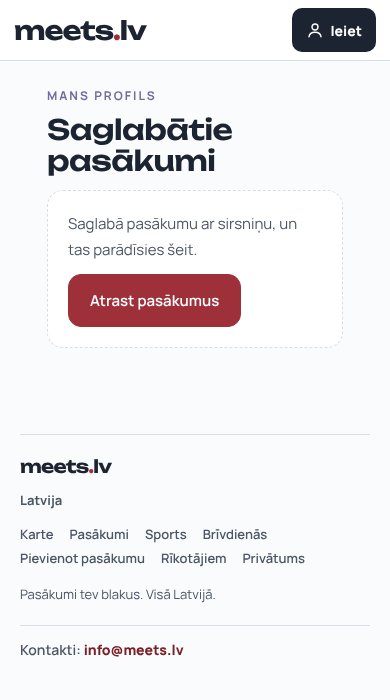 meets.lv
Ieiet
MANS PROFILS
Saglabātie
pasākumi
Saglabā pasākumu ar sirsniņu, un
tas parādīsies šeit.
Atrast pasākumus
meets.lv
Latvija
Karte Pasākumi Sports Brīvdienās
Pievienot pasākumu Rīkotājiem Privātums
Pasākumi tev blakus. Visā Latvijā.
Kontakti: info@meets.lv